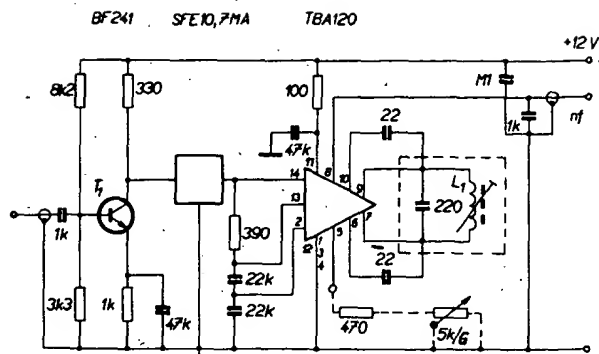 BF241 SFE10,7MA TBA120
+12 V
8k2 330 100 M1
nf
47k 22 1k
11 8 10 9
14
T1 13 L1
220
1k 390 2
12 1 5 6 7
3
4
22k 22
3k3 1k 47k 22k
470 5k/G